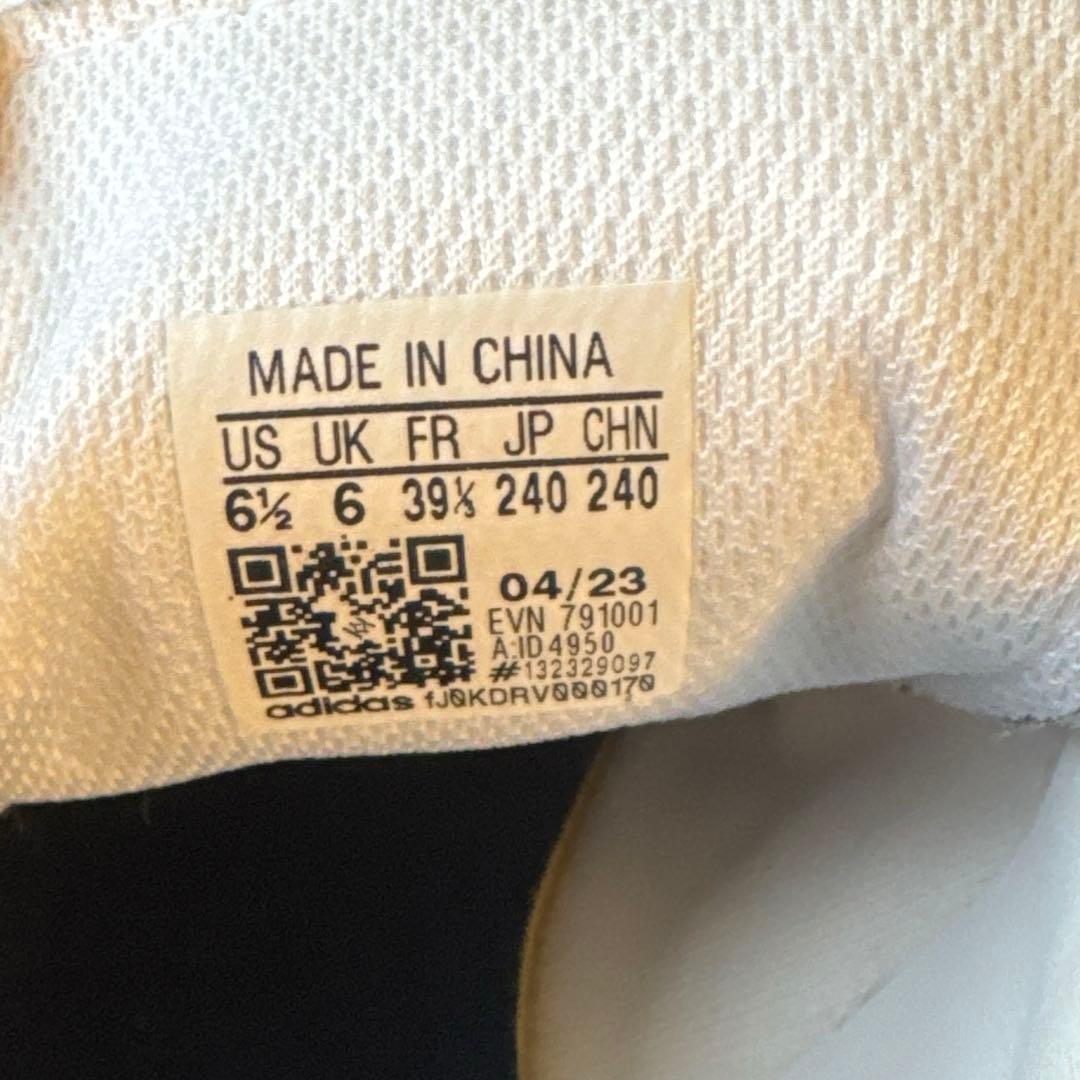 MADE IN CHINA
US UK FR JP CHN
6½ 6 39⅓ 240 240
04/23
EVN 791001
A:ID4950
#132329097
adidas fJ0KDRV000170